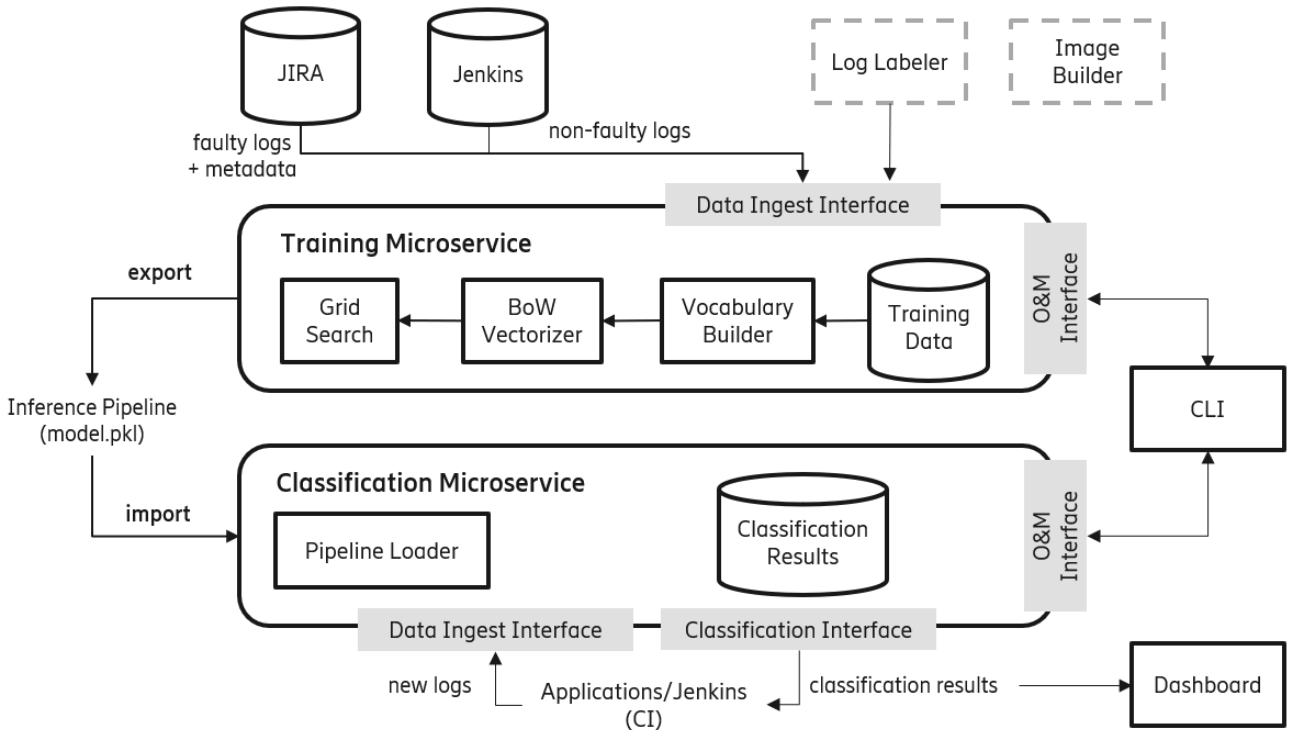 JIRA
Jenkins
Log Labeler
Image
Builder
faulty logs
+ metadata
non-faulty logs
Data Ingest Interface
Training Microservice
export
Grid
Search
BoW
Vectorizer
Vocabulary
Builder
Training
Data
O&M
Interface
Inference Pipeline
(model.pkl)
CLI
Classification Microservice
import
Pipeline Loader
Classification
Results
O&M
Interface
Data Ingest Interface
Classification Interface
new logs
Applications/Jenkins
(CI)
classification results
Dashboard